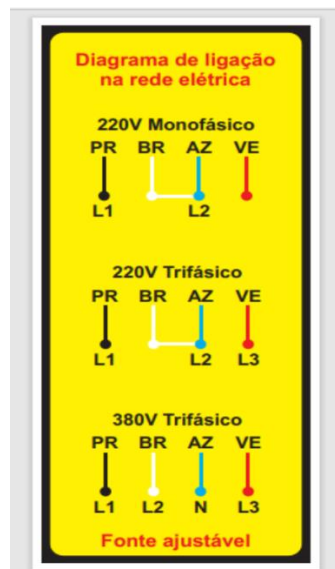 Diagrama de ligação
na rede elétrica
220V Monofásico
PR BR AZ VE
L1 L2
220V Trifásico
PR BR AZ VE
L1 L2 L3
380V Trifásico
PR BR AZ VE
L1 L2 N L3
Fonte ajustável